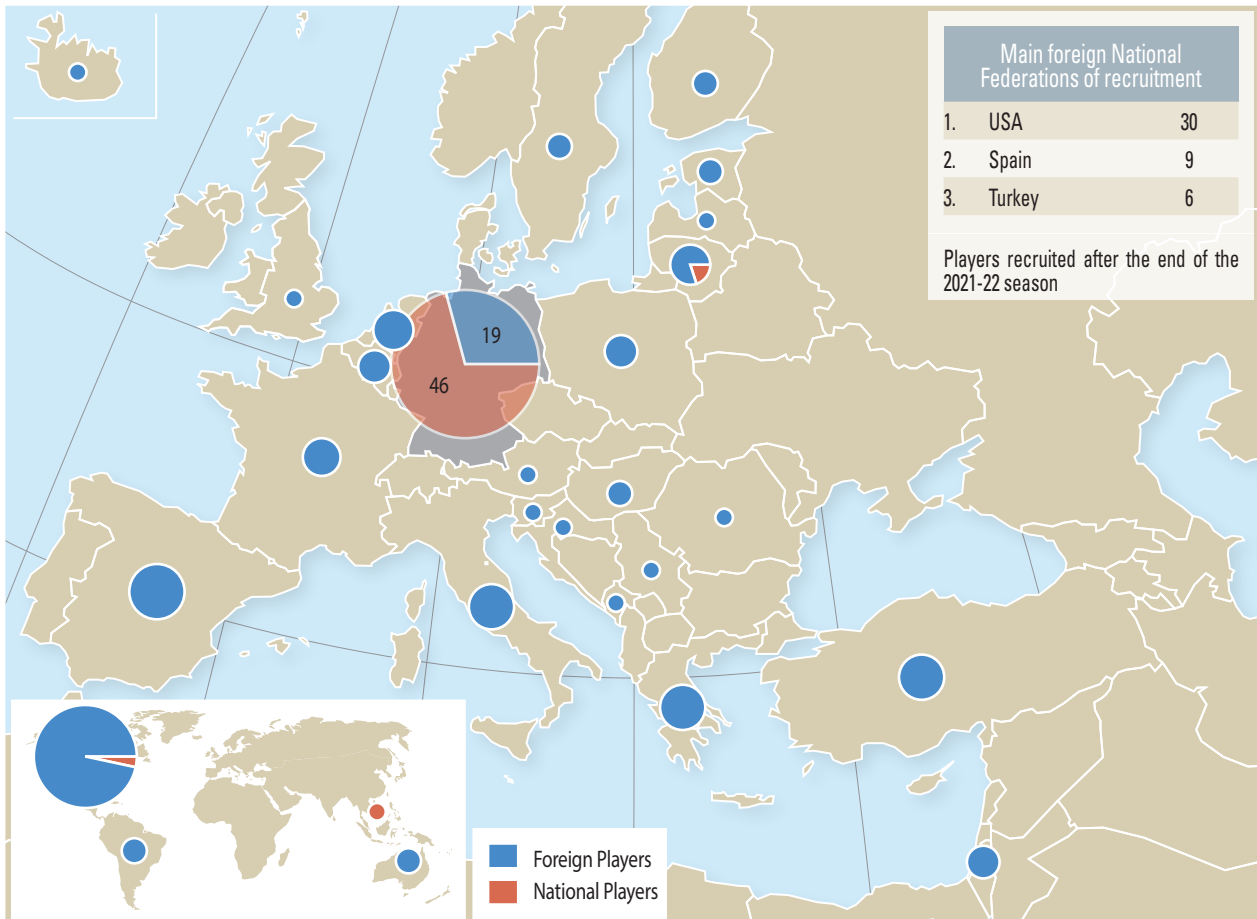 Main foreign National
Federations of recruitment
1. USA 30
2. Spain 9
3. Turkey 6
Players recruited after the end of the
2021-22 season
19
46
Foreign Players
National Players